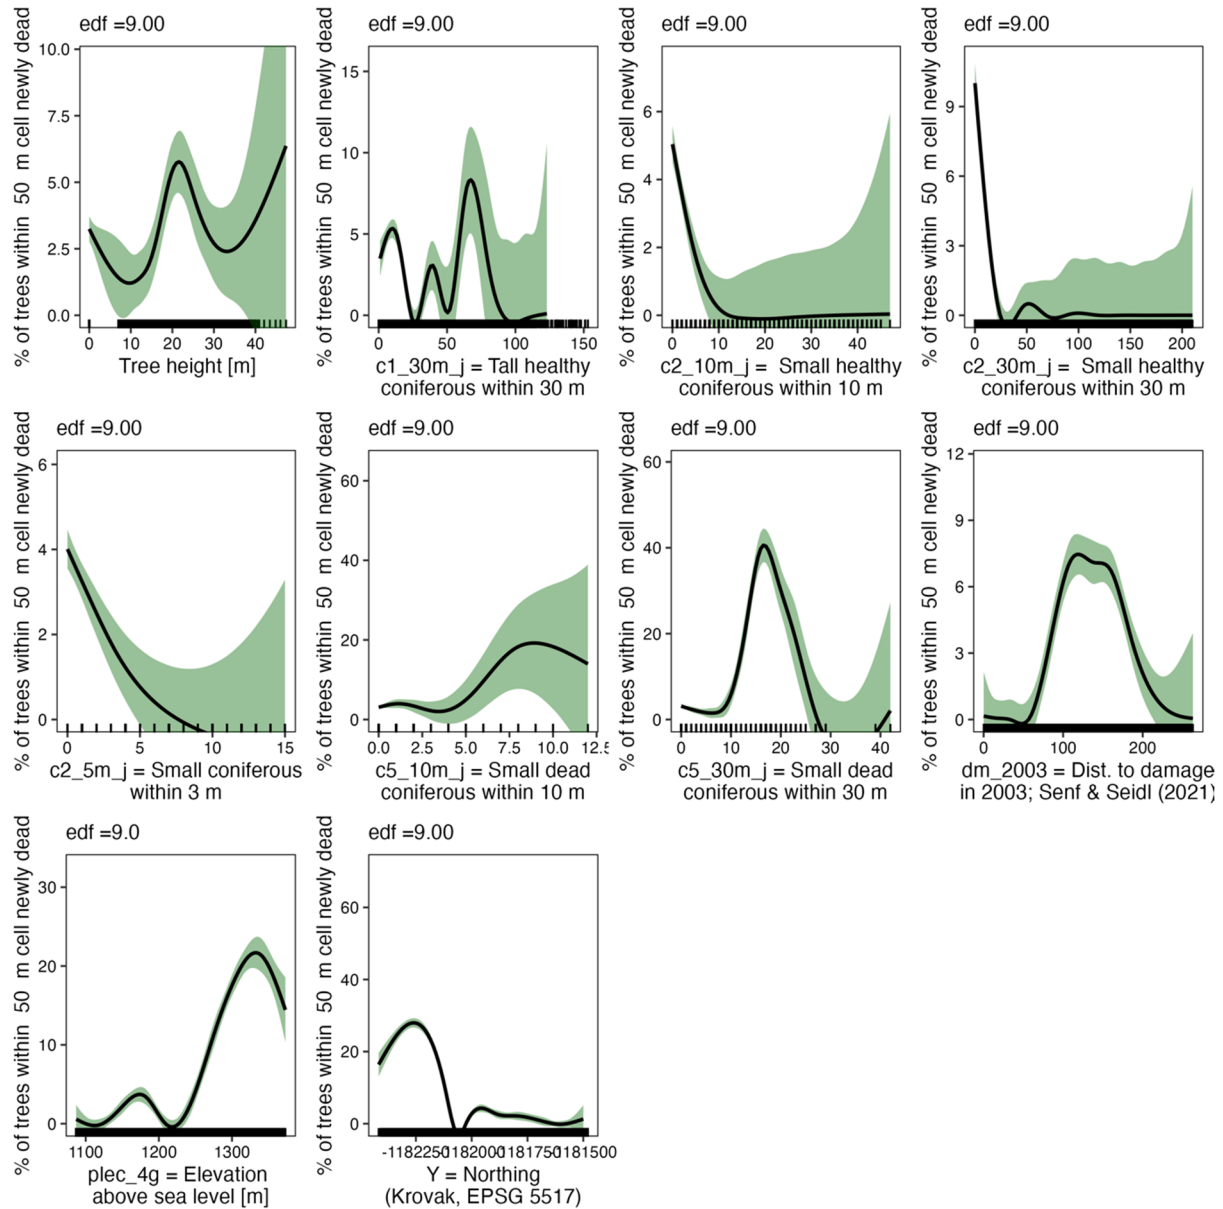 edf =9.00
% of trees within 50 m cell newly dead
10.0
7.5
5.0
2.5
0.0
0 10 20 30 40
Tree height [m]
edf =9.00
% of trees within 50 m cell newly dead
15
10
5
0
0 50 100 150
c1_30m_j = Tall healthy
coniferous within 30 m
edf =9.00
% of trees within 50 m cell newly dead
6
4
2
0
0 10 20 30 40
c2_10m_j = Small healthy
coniferous within 10 m
edf =9.00
% of trees within 50 m cell newly dead
9
6
3
0
0 50 100 150 200
c2_30m_j = Small healthy
coniferous within 30 m
edf =9.00
% of trees within 50 m cell newly dead
6
4
2
0
0 5 10 15
c2_5m_j = Small coniferous
within 3 m
edf =9.00
% of trees within 50 m cell newly dead
60
40
20
0
0.0 2.5 5.0 7.5 10.0 12.5
c5_10m_j = Small dead
coniferous within 10 m
edf =9.00
% of trees within 50 m cell newly dead
60
40
20
0
0 10 20 30 40
c5_30m_j = Small dead
coniferous within 30 m
edf =9.00
% of trees within 50 m cell newly dead
12
9
6
3
0
0 100 200
dm_2003 = Dist. to damage
in 2003; Senf & Seidl (2021)
edf =9.0
% of trees within 50 m cell newly dead
30
20
10
0
1100 1200 1300
plec_4g = Elevation
above sea level [m]
edf =9.00
% of trees within 50 m cell newly dead
60
40
20
0
-1182250 -1182000 -1181750 -1181500
Y = Northing
(Krovak, EPSG 5517)